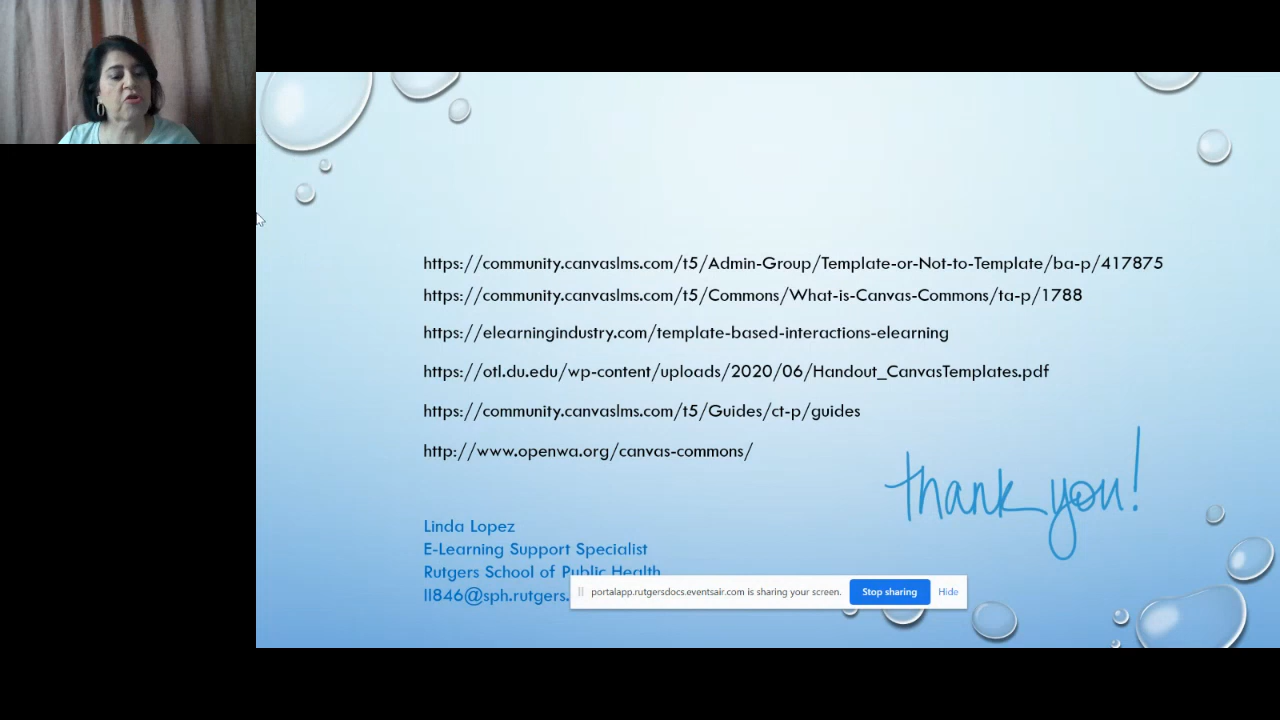 https://community.canvaslms.com/t5/Admin-Group/Template-or-Not-to-Template/ba-p/417875
https://community.canvaslms.com/t5/Commons/What-is-Canvas-Commons/ta-p/1788
https://elearningindustry.com/template-based-interactions-elearning
https://otl.du.edu/wp-content/uploads/2020/06/Handout_CanvasTemplates.pdf
https://community.canvaslms.com/t5/Guides/ct-p/guides
http://www.openwa.org/canvas-commons/
thank you!
Linda Lopez
E-Learning Support Specialist
Rutgers School of Public Health
ll846@sph.rutgers.
portalapp.rutgersdocs.eventsair.com is sharing your screen. Stop sharing Hide